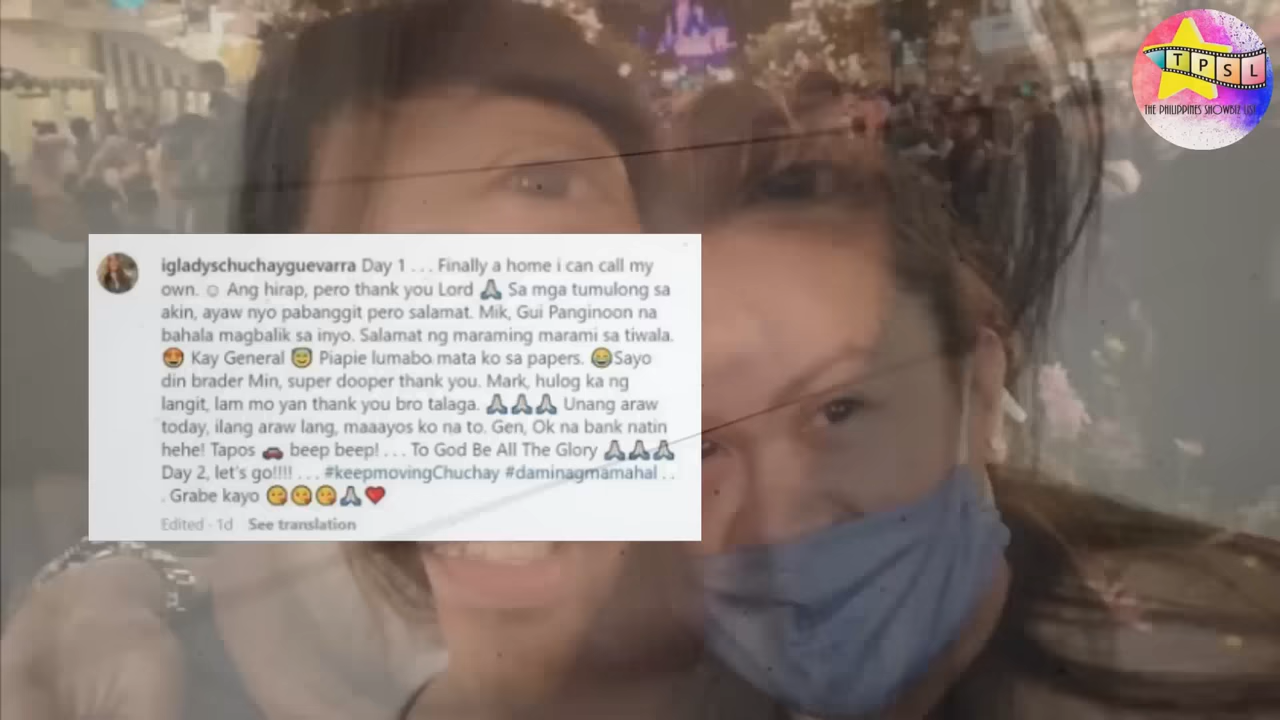 T P S L
THE PHILIPPINES SHOWBIZ LIST
igladyschuchayguevarra Day 1 . . . Finally a home i can call my
own. ☺ Ang hirap, pero thank you Lord 🙏 Sa mga tumulong sa
akin, ayaw nyo pabanggit pero salamat. Mik, Gui Panginoon na
bahala magbalik sa inyo. Salamat ng maraming marami sa tiwala.
😍 Kay General 😇 Piapie lumabo mata ko sa papers. 😂Sayo
din brader Min, super dooper thank you. Mark, hulog ka ng
langit, lam mo yan thank you bro talaga. 🙏🙏🙏 Unang araw
today, ilang araw lang, maaayos ko na to. Gen, Ok na bank natin
hehe! Tapos 🚗 beep beep! . . . To God Be All The Glory 🙏🙏🙏
Day 2, let's go!!!! . . . #keepmovingChuchay #daminagmamahal . .
. Grabe kayo 😋😋😋🙏❤️
Edited · 1d See translation